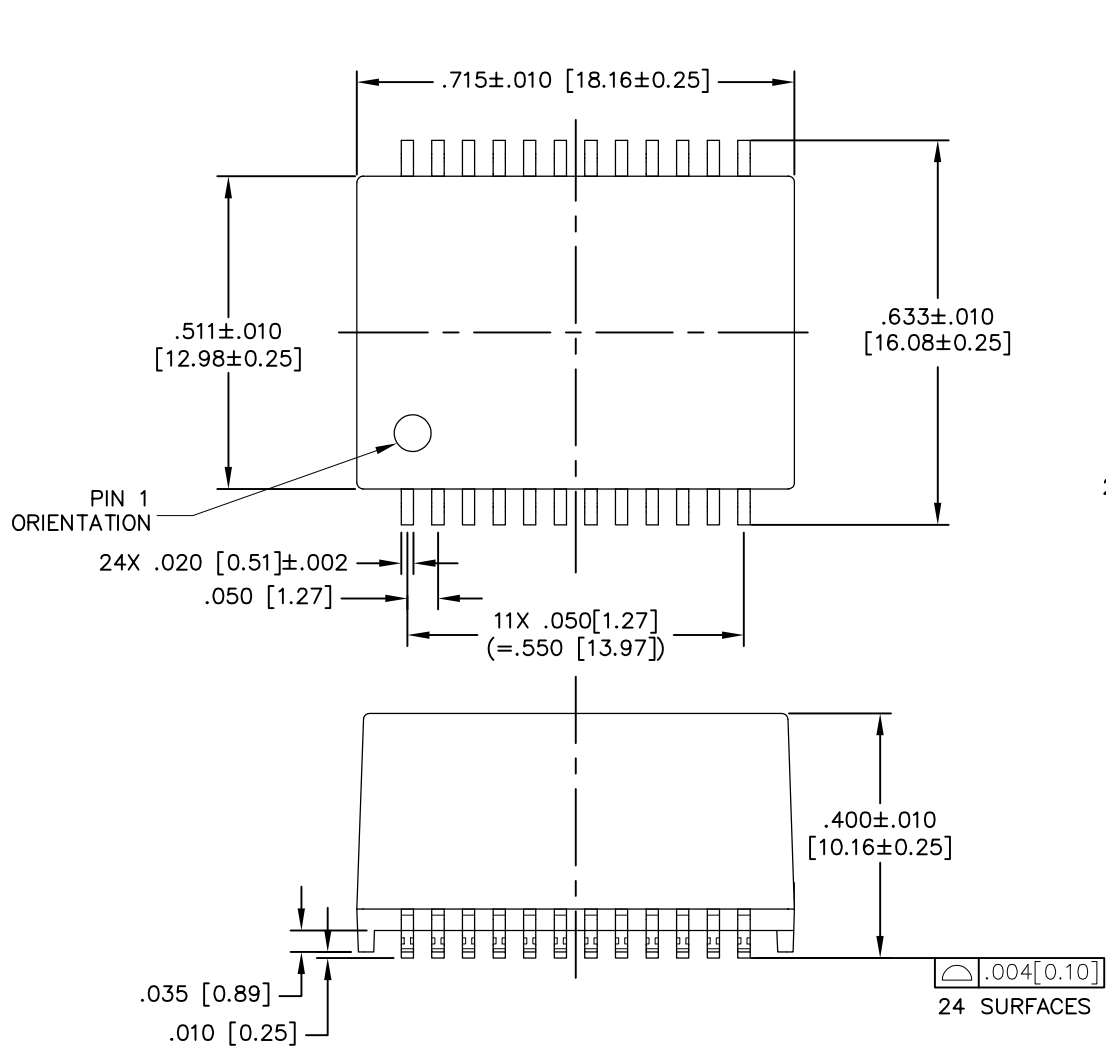 .715±.010 [18.16±0.25]
.511±.010
[12.98±0.25]
.633±.010
[16.08±0.25]
PIN 1
ORIENTATION
24X .020 [0.51]±.002
.050 [1.27]
11X .050[1.27]
(=.550 [13.97])
.400±.010
[10.16±0.25]
.035 [0.89]
.010 [0.25]
.004[0.10]
24 SURFACES